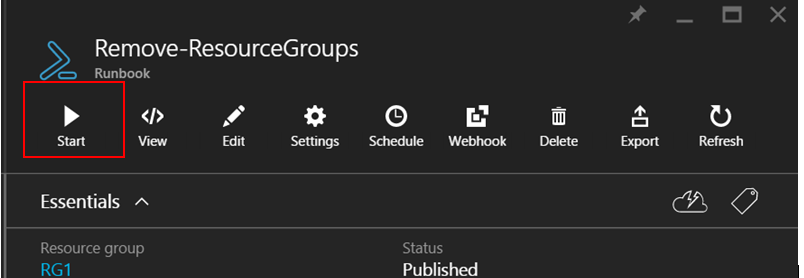 Remove-ResourceGroups
Runbook
Start View Edit Settings Schedule Webhook Delete Export Refresh
Essentials
Resource group Status
RG1 Published